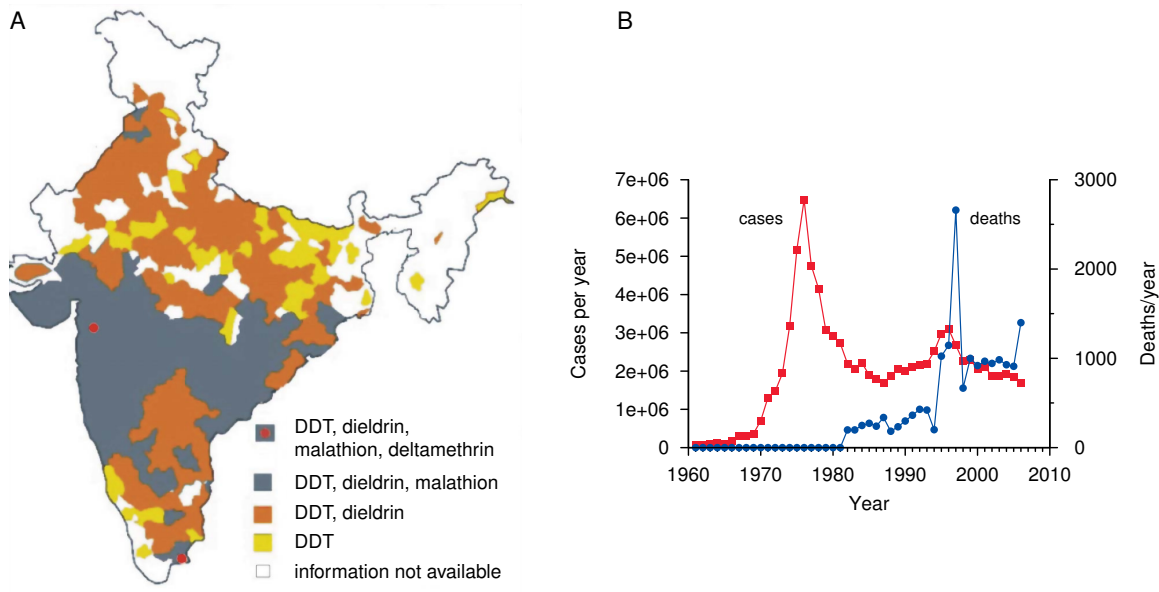 A
DDT, dieldrin,
malathion, deltamethrin
DDT, dieldrin, malathion
DDT, dieldrin
DDT
information not available
B
7e+06
6e+06
5e+06
4e+06
3e+06
2e+06
1e+06
0
Cases per year
cases
deaths
3000
2000
1000
0
Deaths/year
1960 1970 1980 1990 2000 2010
Year